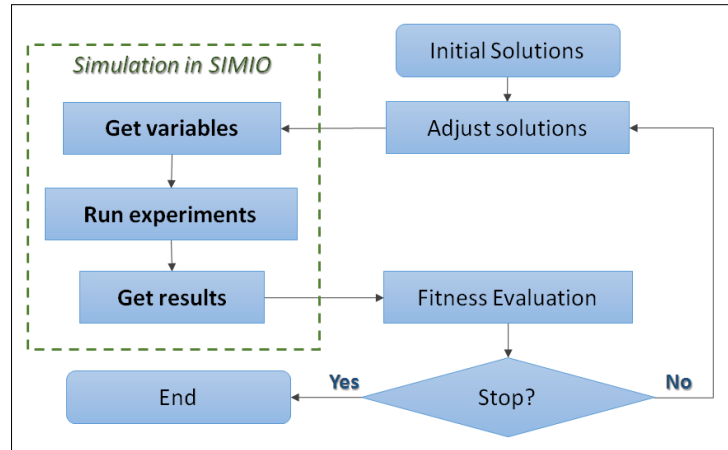 Initial Solutions
Simulation in SIMIO
Get variables
Adjust solutions
Run experiments
Get results
Fitness Evaluation
End
Yes
Stop?
No